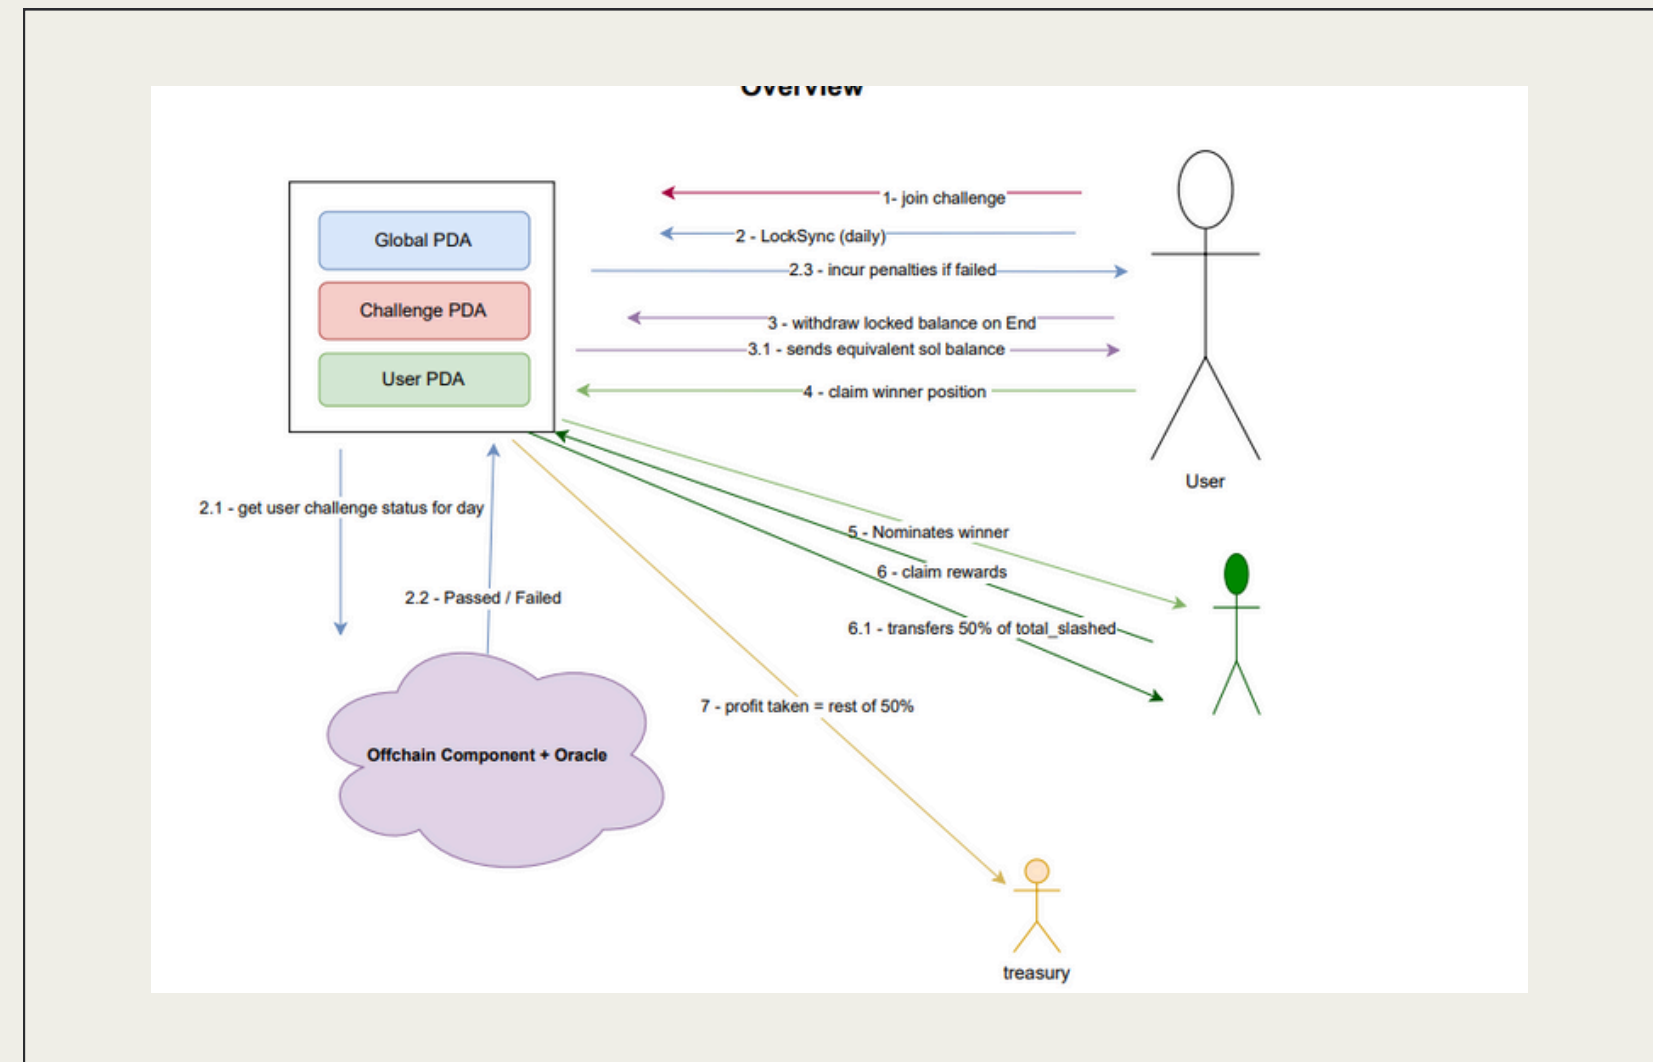 Overview
1- join challenge
Global PDA
2 - LockSync (daily)
2.3 - incur penalties if failed
Challenge PDA
3 - withdraw locked balance on End
3.1 - sends equivalent sol balance
User PDA
4 - claim winner position
User
2.1 - get user challenge status for day
5 - Nominates winner
6 - claim rewards
2.2 - Passed / Failed
6.1 - transfers 50% of total_slashed
7 - profit taken = rest of 50%
Offchain Component + Oracle
treasury